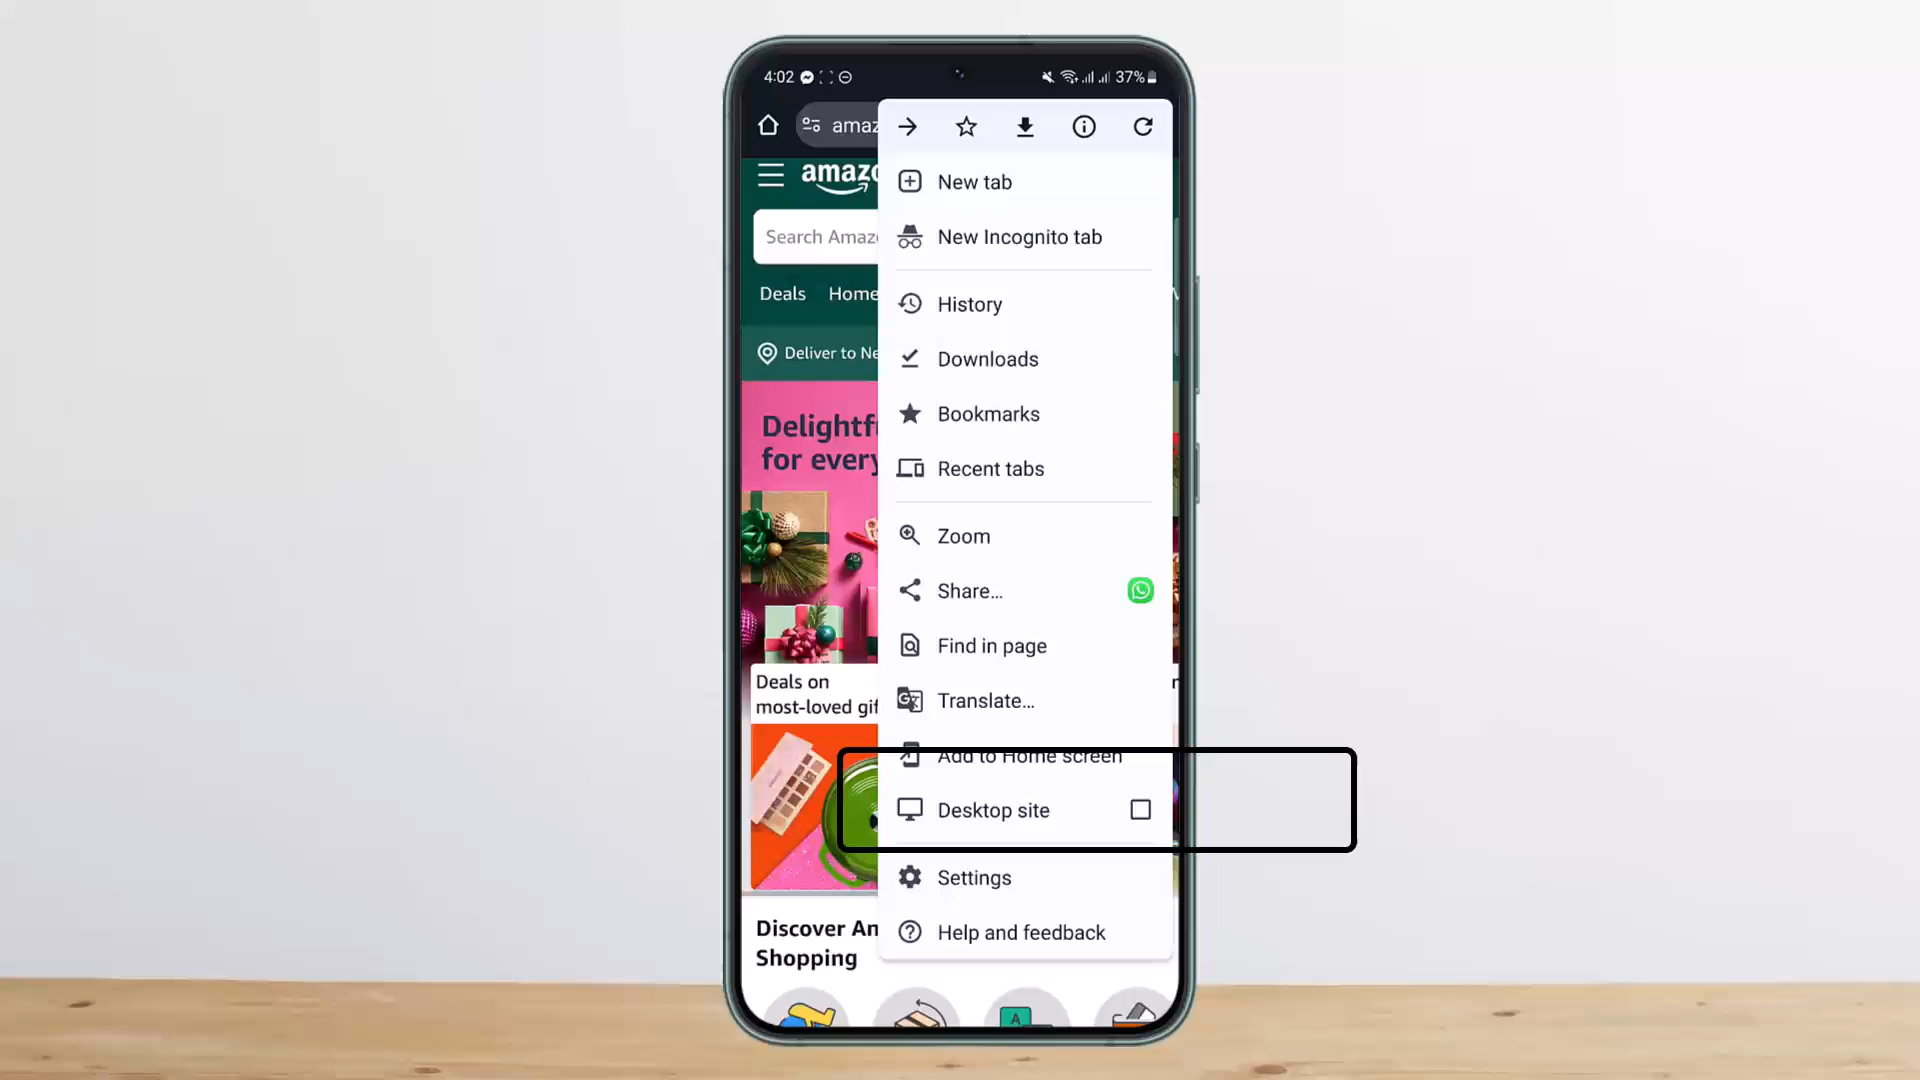 4:02
37%
amaz
New tab
amazo
New Incognito tab
Search Amaz
Deals Home
History
Deliver to Ne
Downloads
Bookmarks
Delightf
for every
Recent tabs
Zoom
Share...
Find in page
Deals on
most-loved gif
Translate...
Add to Home screen
Desktop site
Settings
Discover Am
Shopping
Help and feedback
A